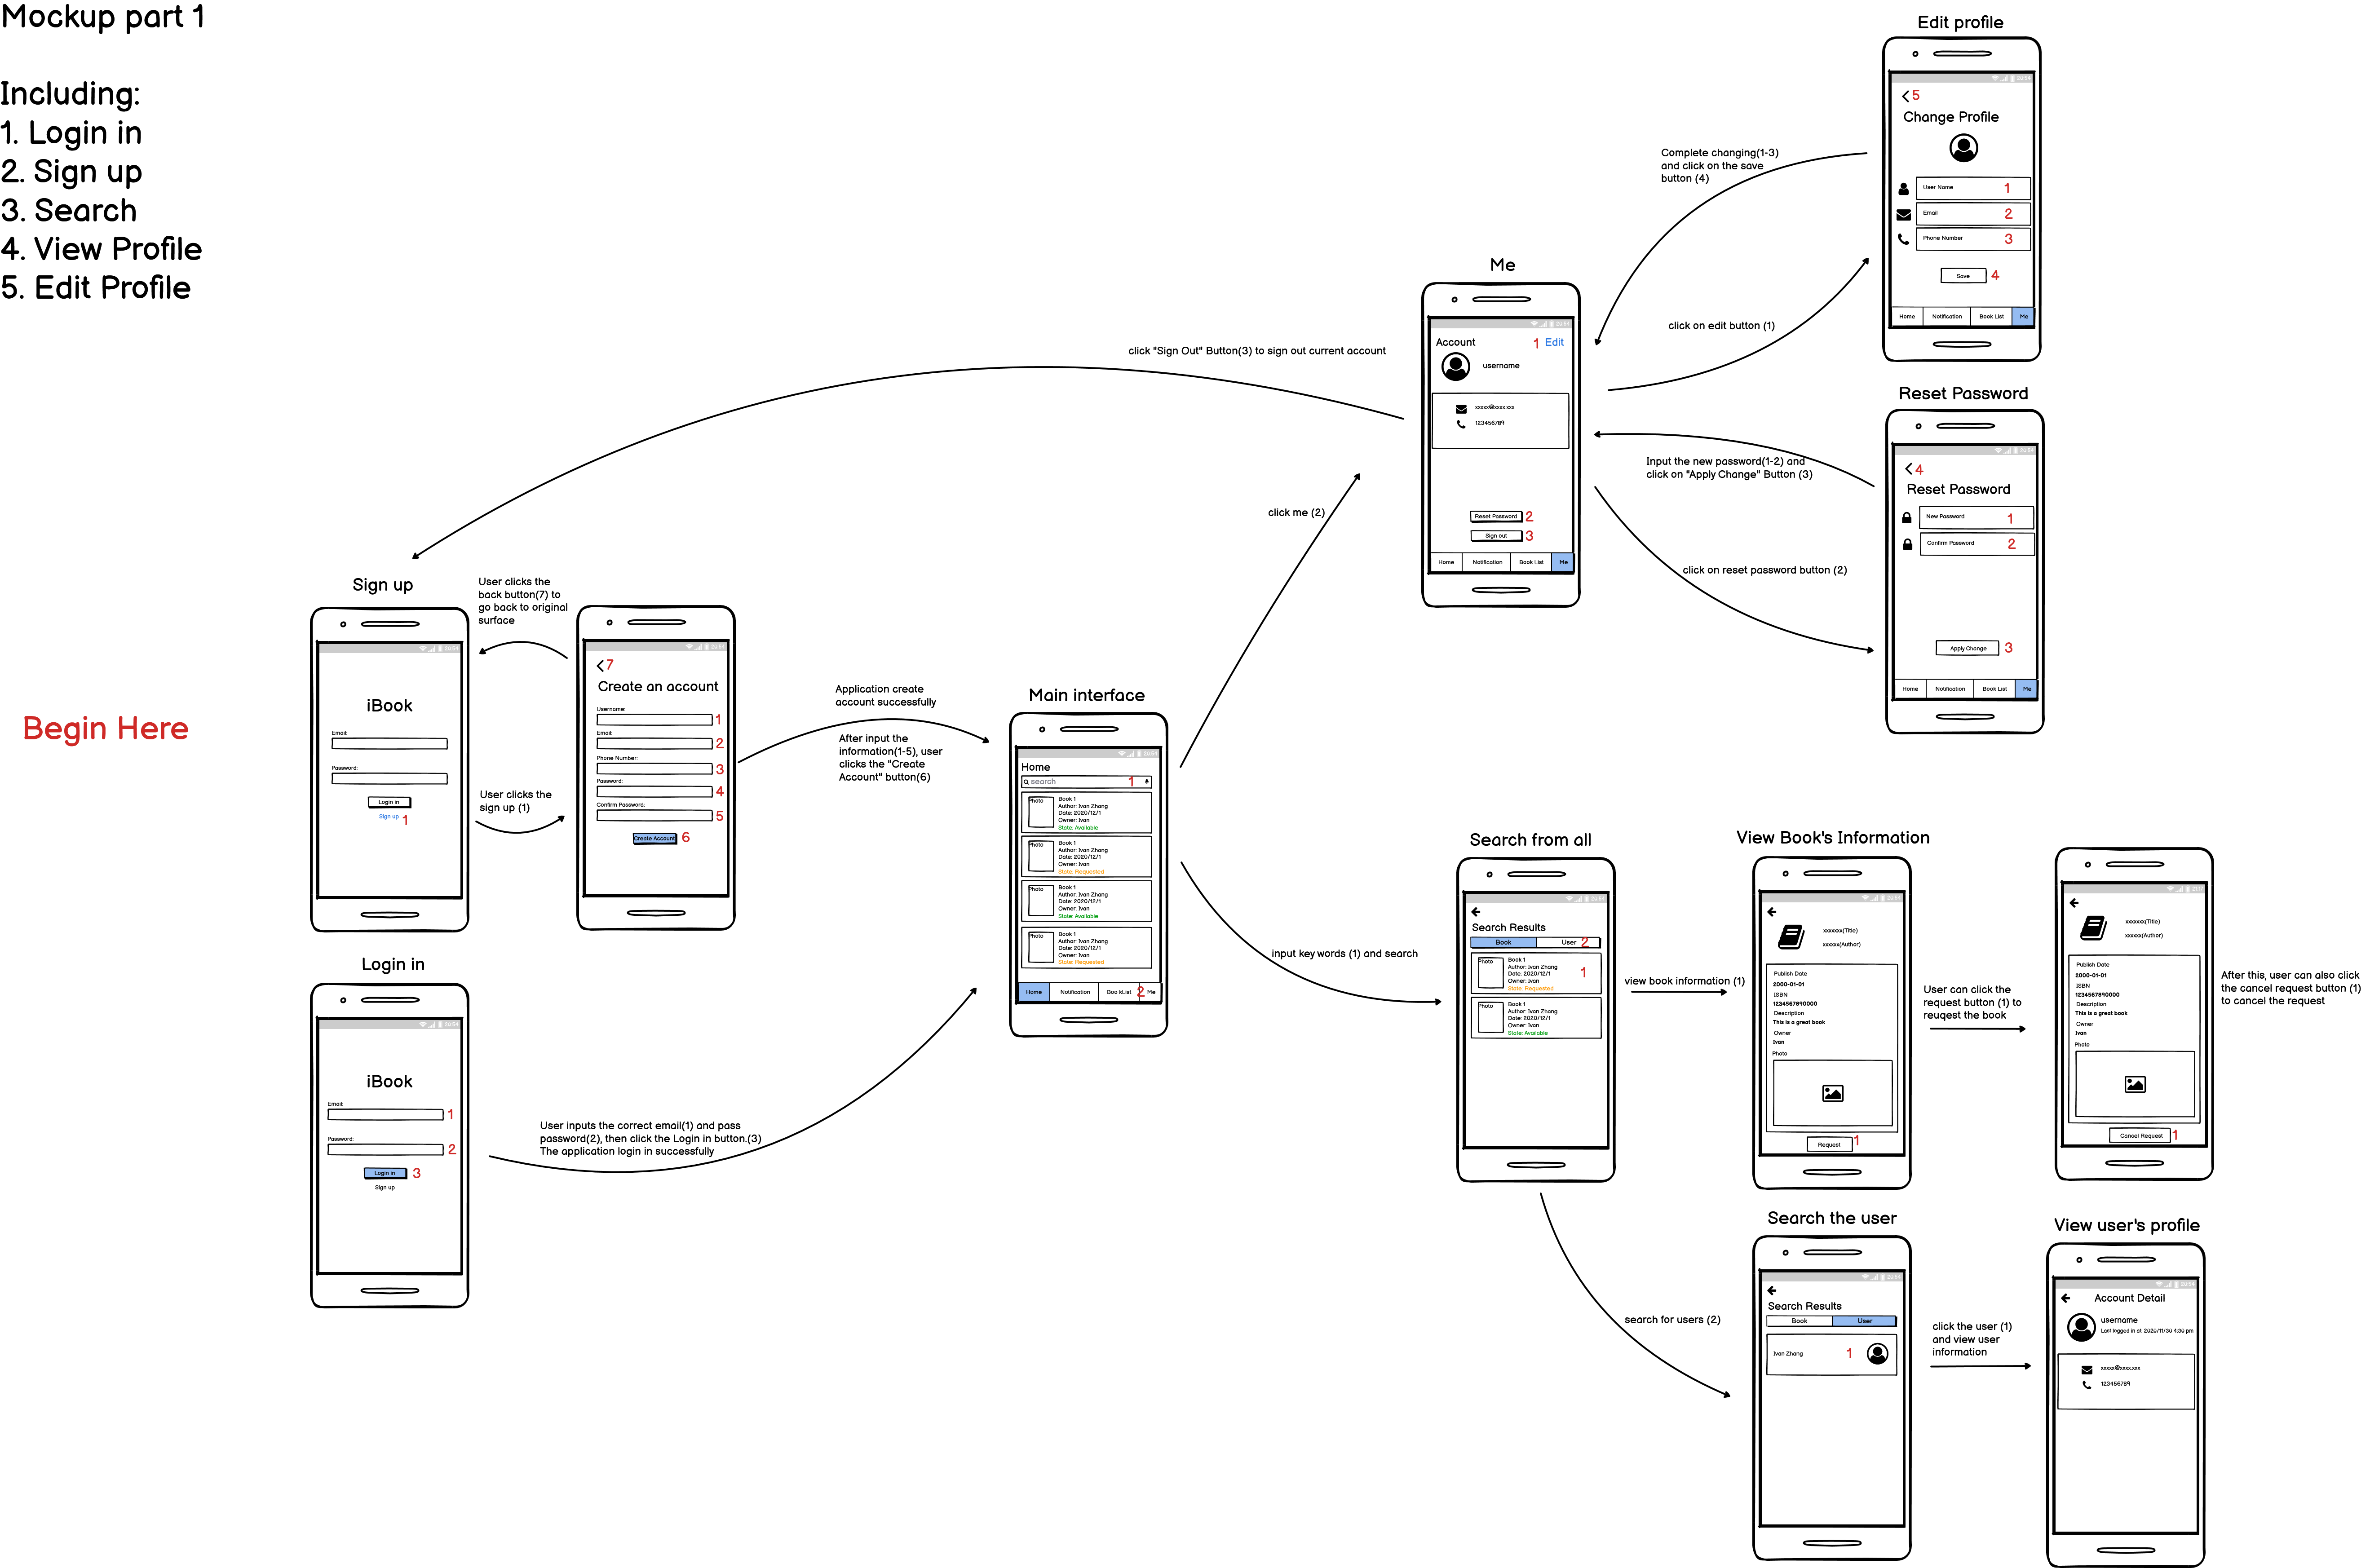 Mockup part 1
Including:
1. Login in
2. Sign up
3. Search
4. View Profile
5. Edit Profile
Begin Here
Sign up
iBook
Email:
Password:
Login in
Sign up 1
User clicks the
back button(7) to
go back to original
surface
User clicks the
sign up (1)
7
Create an account
Username:
1
Email:
2
Phone Number:
3
Password:
4
Confirm Password:
5
Create Account 6
Application create
account successfully
After input the
information(1-5), user
clicks the "Create
Account" button(6)
Login in
iBook
Email:
1
Password:
2
Login in 3
Sign up
User inputs the correct email(1) and pass
password(2), then click the Login in button.(3)
The application login in successfully
Main interface
Home
search 1
Photo
Book 1
Author: Ivan Zhang
Date: 2020/12/1
Owner: Ivan
State: Available
Photo
Book 1
Author: Ivan Zhang
Date: 2020/12/1
Owner: Ivan
State: Requested
Photo
Book 1
Author: Ivan Zhang
Date: 2020/12/1
Owner: Ivan
State: Available
Photo
Book 1
Author: Ivan Zhang
Date: 2020/12/1
Owner: Ivan
State: Requested
Home Notification Boo kList 2 Me
click "Sign Out" Button(3) to sign out current account
click me (2)
input key words (1) and search
Me
Account 1 Edit
username
xxxxx@xxxx.xxx
123456789
Reset Password 2
Sign out 3
Home Notification Book List Me
Complete changing(1-3)
and click on the save
button (4)
click on edit button (1)
Input the new password(1-2) and
click on "Apply Change" Button (3)
click on reset password button (2)
Edit profile
5
Change Profile
User Name 1
Email 2
Phone Number 3
Save 4
Home Notification Book List Me
Reset Password
4
Reset Password
New Password 1
Confirm Password 2
Apply Change 3
Home Notification Book List Me
Search from all
Search Results
Book User 2
Photo
Book 1
Author: Ivan Zhang
Date: 2020/12/1
Owner: Ivan
State: Requested
1
Photo
Book 1
Author: Ivan Zhang
Date: 2020/12/1
Owner: Ivan
State: Available
view book information (1)
search for users (2)
View Book's Information
xxxxxxx(Title)
xxxxxx(Author)
Publish Date
2000-01-01
ISBN
1234567890000
Description
This is a great book
Owner
Ivan
Photo
Request 1
User can click the
request button (1) to
reuqest the book
xxxxxxx(Title)
xxxxxx(Author)
Publish Date
2000-01-01
ISBN
1234567890000
Description
This is a great book
Owner
Ivan
Photo
Cancel Request 1
After this, user can also click
the cancel request button (1)
to cancel the request
Search the user
Search Results
Book User
Ivan Zhang 1
click the user (1)
and view user
information
View user's profile
Account Detail
username
Last logged in at: 2020/11/30 4:30 pm
xxxxx@xxxx.xxx
123456789